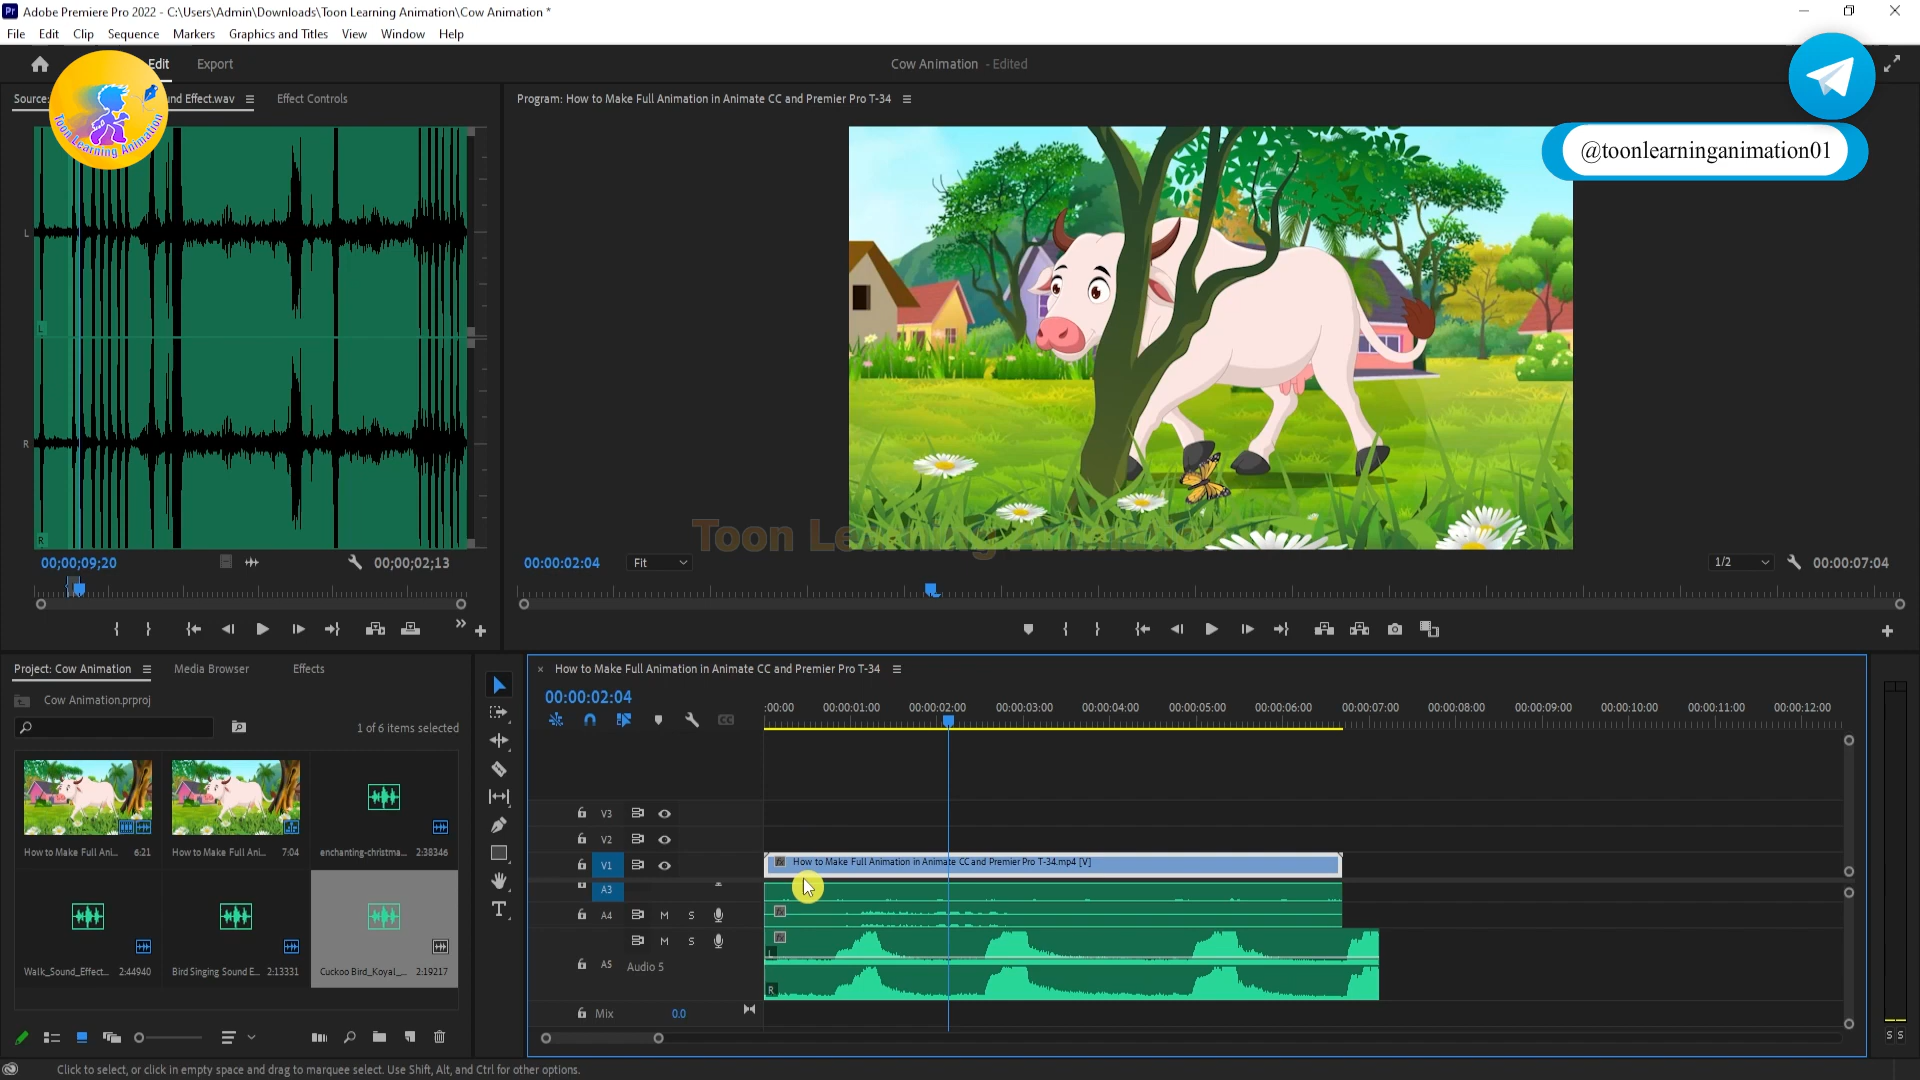 Pr Adobe Premiere Pro 2022 - C:\Users\Admin\Downloads\Toon Learning Animation\Cow Animation *
File Edit Clip Sequence Markers Graphics and Titles View Window Help
Edit Export
Cow Animation - Edited
Source: nd Effect.wav Effect Controls
Program: How to Make Full Animation in Animate CC and Premier Pro T-34
Toon Learning Animation
@toonlearninganimation01
L
L
R
R
00;00;09;20
00;00;02;13
00:00:02:04
Fit
1/2
00:00:07:04
Project: Cow Animation Media Browser Effects
Cow Animation.prproj
1 of 6 items selected
How to Make Full Ani... 6:21
How to Make Full Ani... 7:04
enchanting-christma... 2:38346
Walk_Sound_Effect... 2:44940
Bird Singing Sound E... 2:13331
Cuckoo Bird_Koyal_... 2:19217
How to Make Full Animation in Animate CC and Premier Pro T-34
00:00:02:04
:00:00 00:00:01:00 00:00:02:00 00:00:03:00 00:00:04:00 00:00:05:00 00:00:06:00 00:00:07:00 00:00:08:00 00:00:09:00 00:00:10:00 00:00:11:00 00:00:12:00
CC
V3
V2
V1
fx How to Make Full Animation in Animate CC and Premier Pro T-34.mp4 [V]
A3
A4 M S
fx
M S
fx
A5 Audio 5
L
R
Mix 0.0
S S
Click to select, or click in empty space and drag to marquee select. Use Shift, Alt, and Ctrl for other options.